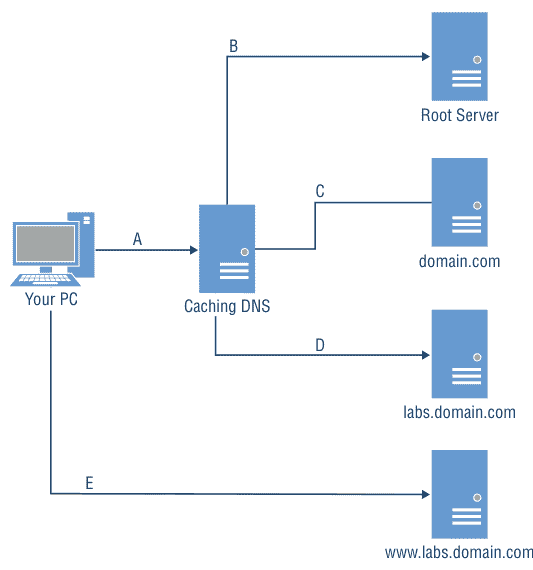 B
Root Server
C
A
domain.com
Your PC
Caching DNS
D
labs.domain.com
E
www.labs.domain.com